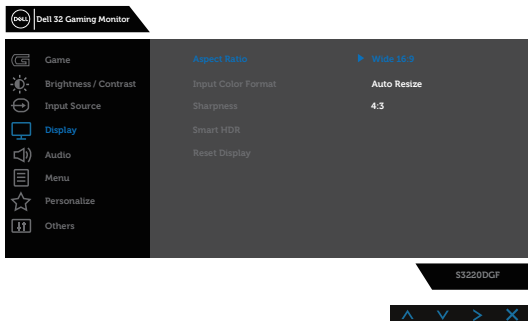 DELL Dell 32 Gaming Monitor
Game
Aspect Ratio
Wide 16:9
Brightness / Contrast
Input Color Format
Auto Resize
Input Source
Sharpness
4:3
Display
Smart HDR
Audio
Reset Display
Menu
Personalize
Others
S3220DGF